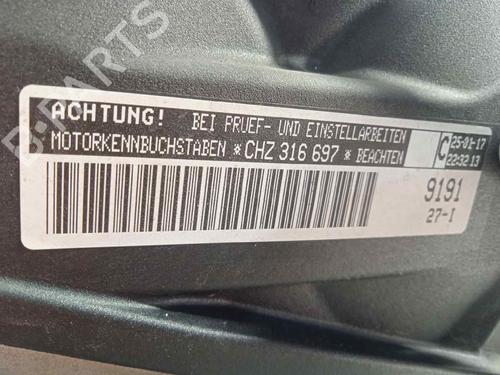 ACHTUNG! BEI PRUEF- UND EINSTELLARBEITEN
MOTORKENNBUCHSTABEN *CHZ 316 697* BEACHTEN
C 25-01-17
22:32.13
9191
27-I
B-PARTS